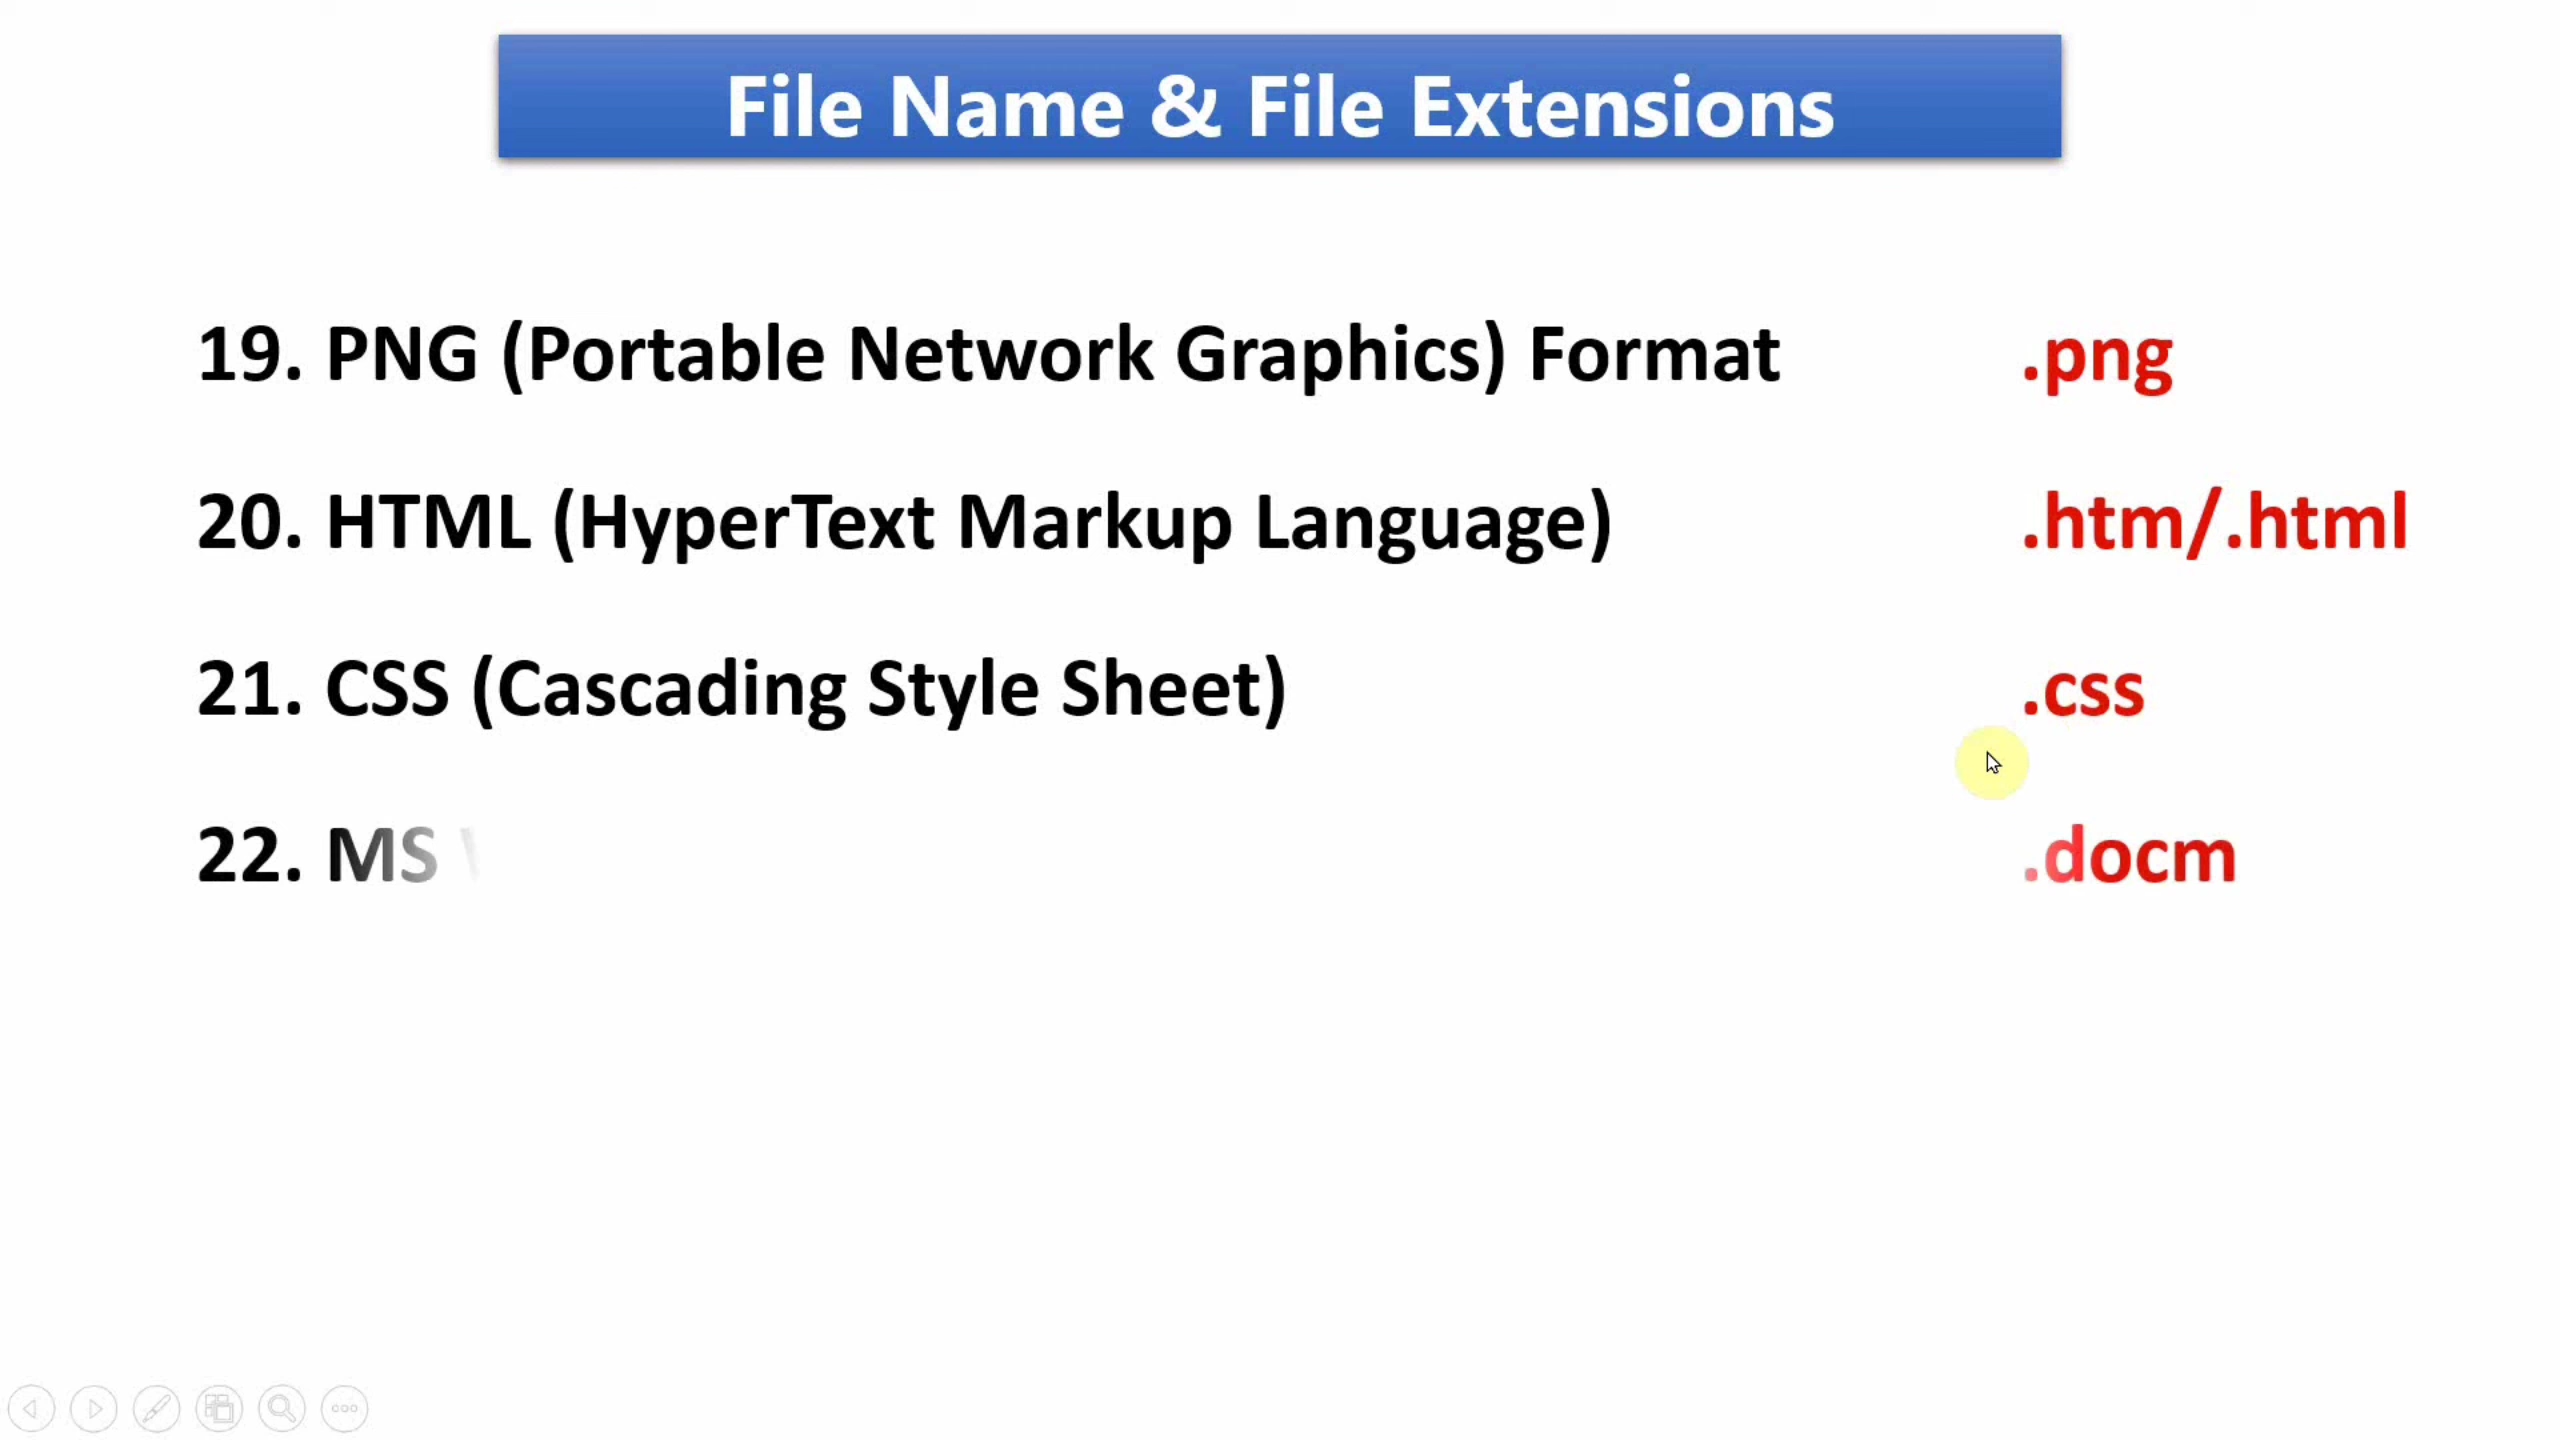 File Name & File Extensions
19. PNG (Portable Network Graphics) Format .png
20. HTML (HyperText Markup Language) .htm/.html
21. CSS (Cascading Style Sheet) .css
22. MS .docm